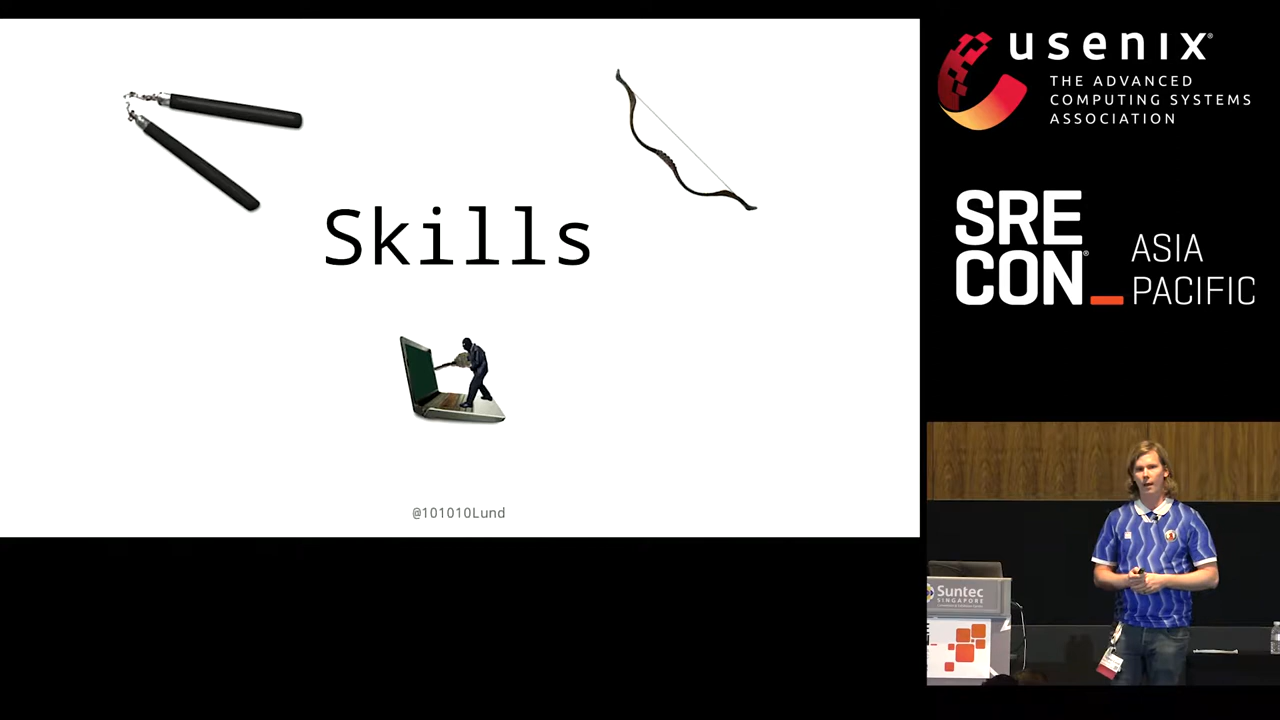 Skills
@101010Lund
usenix®
THE ADVANCED
COMPUTING SYSTEMS
ASSOCIATION
SRE
CON®
ASIA
PACIFIC
Suntec
SINGAPORE